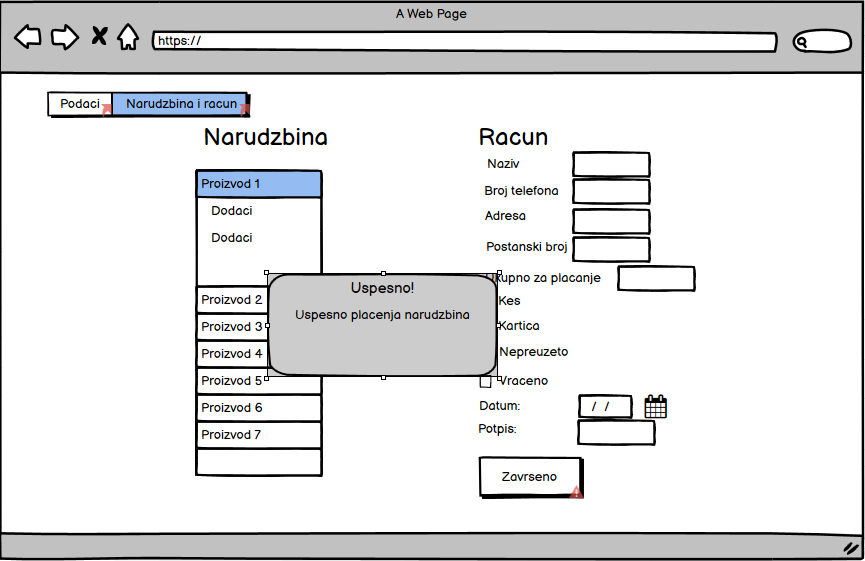 A Web Page
https://
Podaci
Narudzbina i racun
Narudzbina
Racun
Proizvod 1
Dodaci
Dodaci
Proizvod 2
Proizvod 3
Proizvod 4
Proizvod 5
Proizvod 6
Proizvod 7
Naziv
Broj telefona
Adresa
Postanski broj
kupno za placanje
Kes
Kartica
Nepreuzeto
Vraceno
Datum:
/ /
Potpis:
Zavrseno
Uspesno!
Uspesno placenja narudzbina